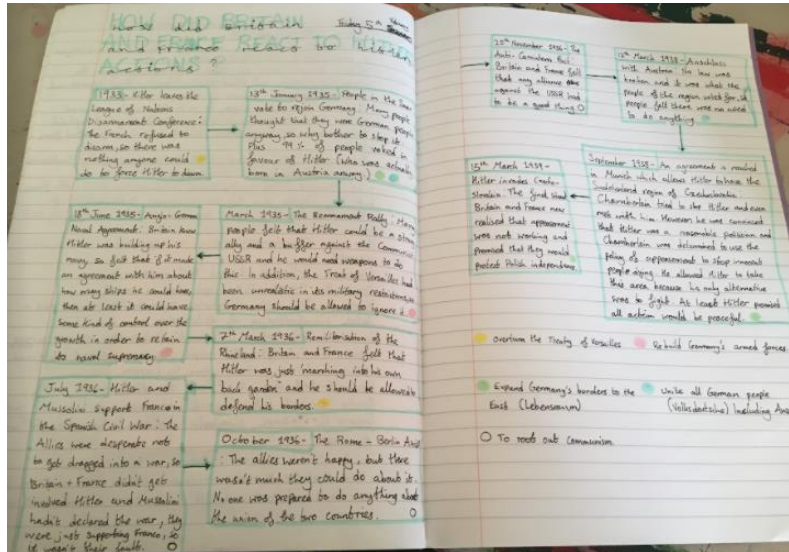 HOW DID BRITAIN
Friday 5th
AND FRANCE REACT TO HITLER'S
ACTIONS?
1933- Hitler leaves the
League of Nations
Disarmament Conference:
The French refused to
disarm, so there was
nothing anyone could
do to force Hitler to disarm.
13th January 1935- People in the Saar
vote to rejoin Germany: Many people
thought that they were German people
anyway, so why bother to stop it
plus 99% of people voted in
favour of Hitler (who was actually
born in Austria anyway.)
March 1935- The Rearmament Rally: Many
people felt that Hitler could be a strong
ally and a buffer against the Communist
USSR and he would need weapons to do
this. In addition, the Treaty of Versailles had
been unrealistic in its military restrictions, so
Germany should be allowed to ignore it.
18th June 1935- Anglo-German
Naval Agreement: Britain knew
Hitler was building up his
navy, so felt that if it made
an agreement with him about
how many ships he could have,
then at least it could have
some kind of control over the
growth in order to retain
its naval supremacy.
7th March 1936- Remilitarisation of the
Rhineland: Britain and France felt that
Hitler was just 'marching into his own
back garden' and he should be allowed to
defend his borders.
July 1936- Hitler and
Mussolini support Franco in
the Spanish Civil War: The
Allies were desperate not
to get dragged into a war, so
Britain + France didn't get
involved Hitler and Mussolini
hadn't declared the war, they
were just supporting Franco, so
it wasn't their fault.
October 1936- The Rome-Berlin Axis
: The allies weren't happy, but there
wasn't much they could do about it.
No one was prepared to do anything about
the union of the two countries.
25th November 1936- The
Anti-Comintern Pact:
Britain and France felt
that any alliance
against the USSR had
to be a good thing.
12th March 1938- Anschluss
with Austria: No law was
broken and it was what the
people of the region voted for, so
people felt there was no need
to do anything.
September 1938- An agreement is reached
in Munich which allows Hitler to have the
Sudetenland region of Czechoslovakia:
Chamberlain tried to like Hitler and even
met with him. However he was convinced
that Hitler was a reasonable politician and
Chamberlain was determined to use the
policy of appeasement to stop innocent
people dying. He allowed Hitler to take
this area because his only alternative
was to fight. At least Hitler promised
all action would be peaceful.
15th March 1939-
Hitler invades Czecho-
slovakia: The final straw
Britain and France now
realised that appeasement
was not working and
promised that they would
protect Polish independence.
Overturn the Treaty of Versailles
Rebuild Germany's armed forces
Expand Germany's borders to the
East (Lebensraum)
Unite all German people
(Volksdeutsche) including
To root out Communism.